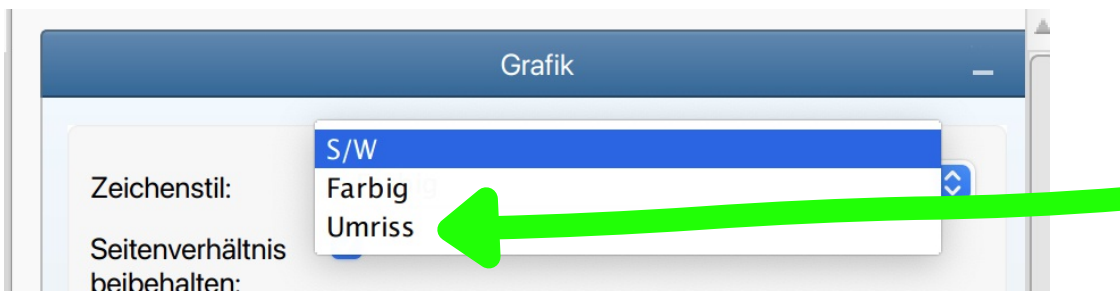 Grafik
S/W
Zeichenstil:
Farbig
Umriss
Seitenverhältnis
beibehalten: